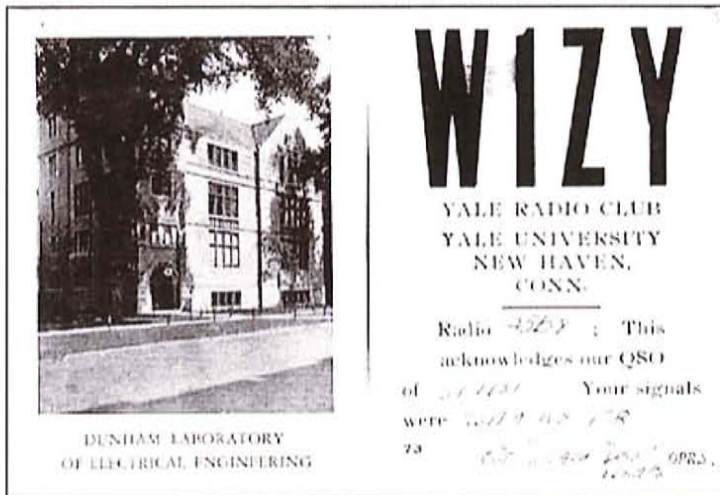 DUNHAM LABORATORY
OF ELECTRICAL ENGINEERING
W1ZY
YALE RADIO CLUB
YALE UNIVERSITY
NEW HAVEN,
CONN.
Radio ; This
acknowledges our QSO
of Your signals
were
73
OPRS.